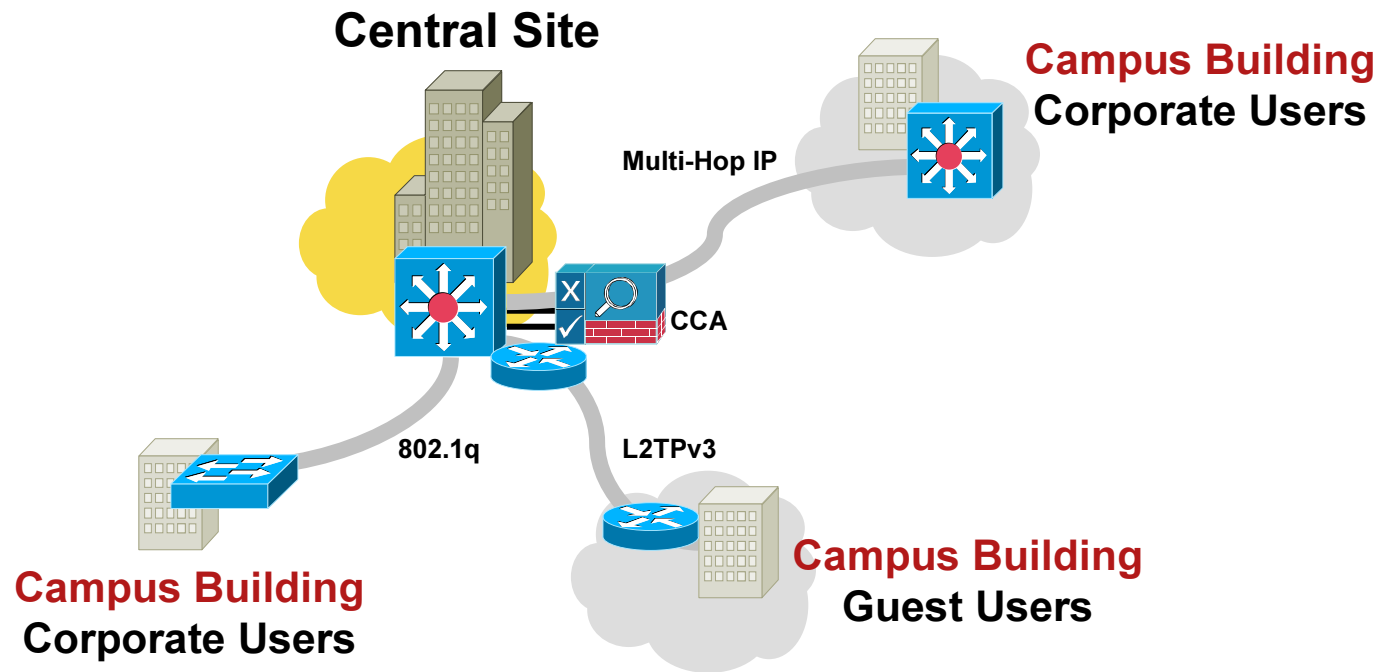 Central Site
Campus Building
Corporate Users
Multi-Hop IP
X
CCA
802.1q
L2TPv3
Campus Building
Guest Users
Campus Building
Corporate Users